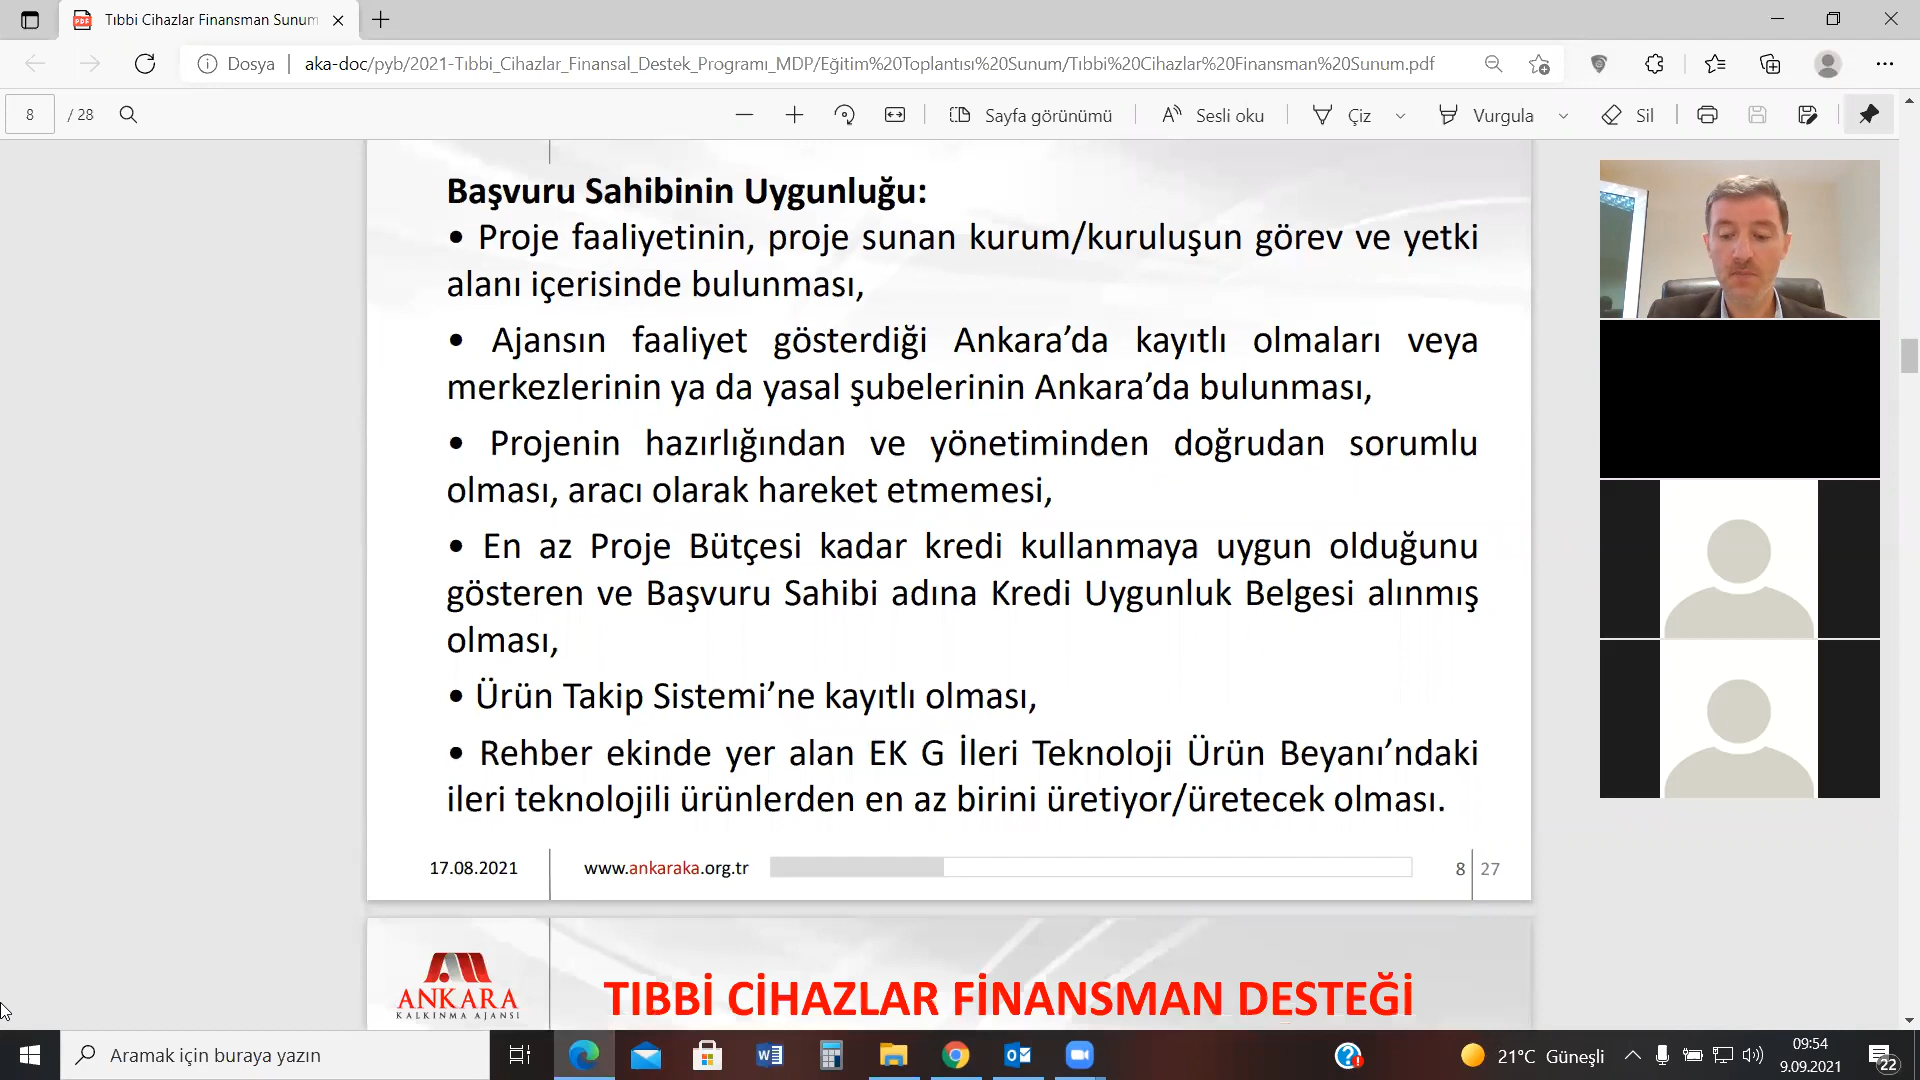 Tıbbi Cihazlar Finansman Sunum
Dosya | aka-doc/pyb/2021-Tıbbi_Cihazlar_Finansal_Destek_Programı_MDP/Eğitim%20Toplantısı%20Sunum/Tıbbi%20Cihazlar%20Finansman%20Sunum.pdf
8 / 28 Sayfa görünümü Sesli oku Çiz Vurgula Sil
Başvuru Sahibinin Uygunluğu:
• Proje faaliyetinin, proje sunan kurum/kuruluşun görev ve yetki
alanı içerisinde bulunması,
• Ajansın faaliyet gösterdiği Ankara’da kayıtlı olmaları veya
merkezlerinin ya da yasal şubelerinin Ankara’da bulunması,
• Projenin hazırlığından ve yönetiminden doğrudan sorumlu
olması, aracı olarak hareket etmemesi,
• En az Proje Bütçesi kadar kredi kullanmaya uygun olduğunu
gösteren ve Başvuru Sahibi adına Kredi Uygunluk Belgesi alınmış
olması,
• Ürün Takip Sistemi’ne kayıtlı olması,
• Rehber ekinde yer alan EK G İleri Teknoloji Ürün Beyanı’ndaki
ileri teknolojili ürünlerden en az birini üretiyor/üretecek olması.
17.08.2021 www.ankaraka.org.tr 8 27
ANKARA
KALKINMA AJANSI
TIBBİ CİHAZLAR FİNANSMAN DESTEĞİ
Aramak için buraya yazın
21°C Güneşli
09:54
9.09.2021
22